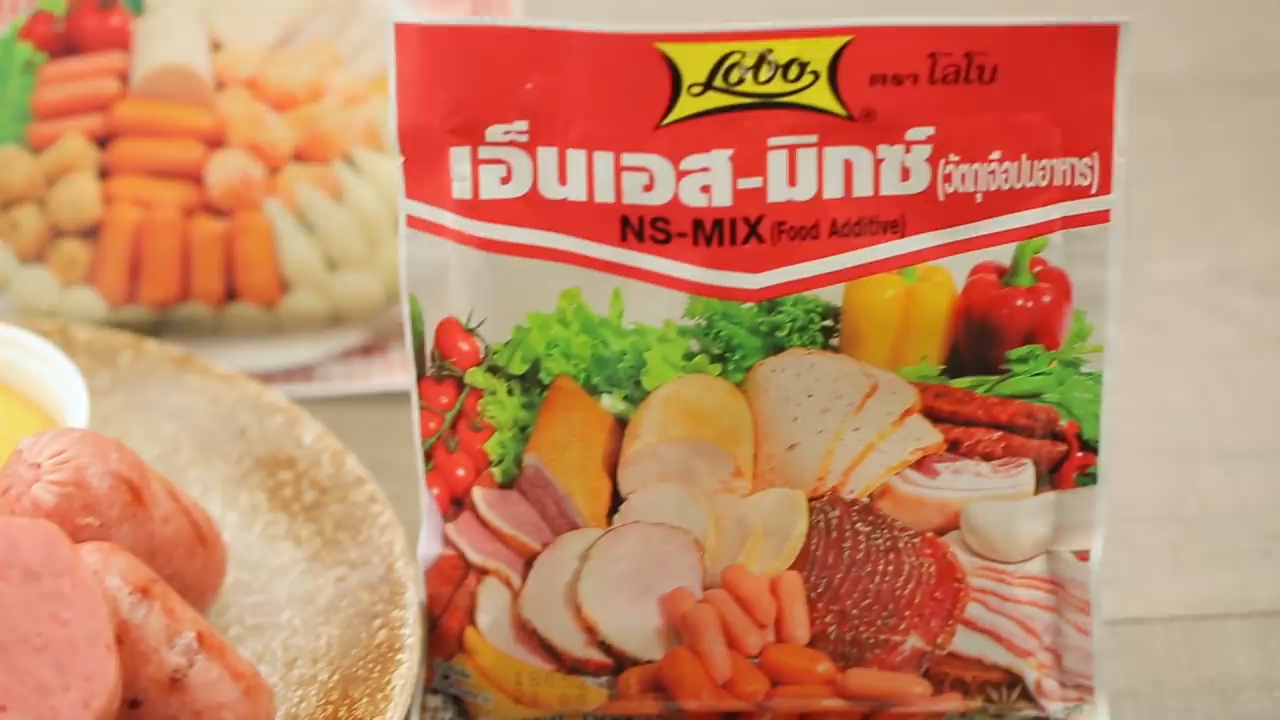 Lobo ตรา โลโบ
®
เอ็นเอส-มิกซ์ (วัตถุเจือปนอาหาร)
NS-MIX (Food Additive)